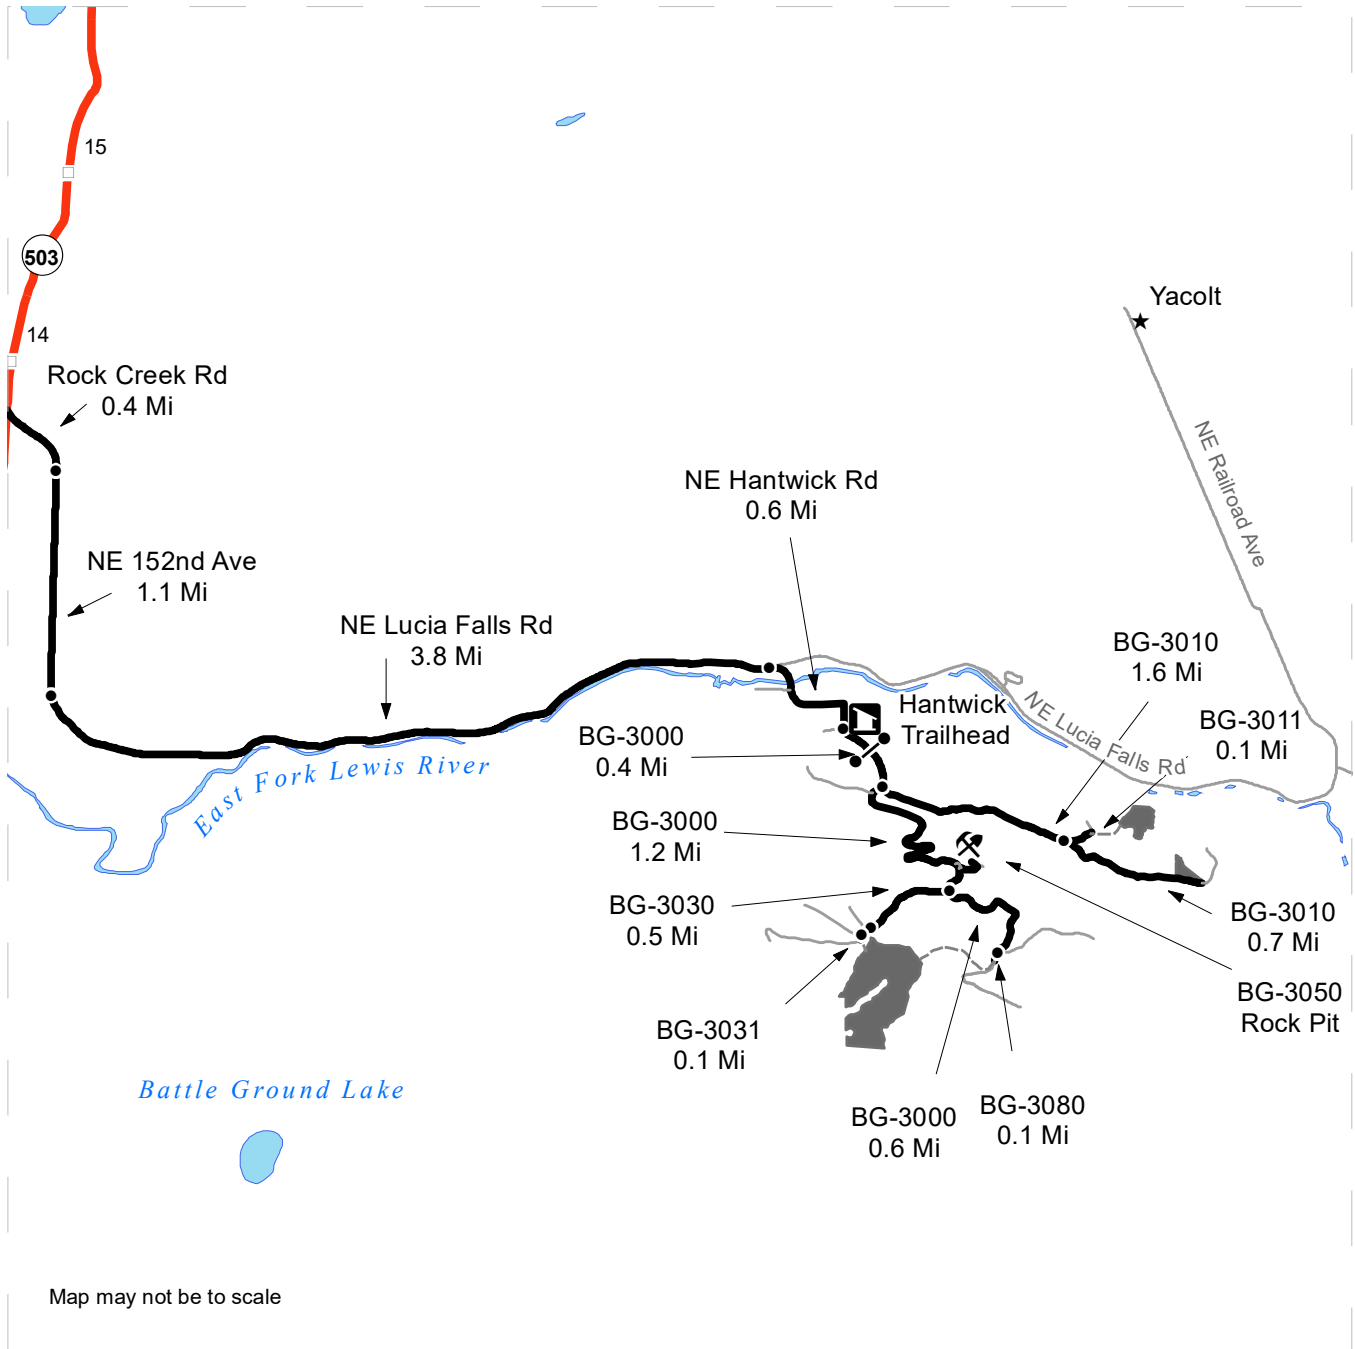 15
503
14
Rock Creek Rd
0.4 Mi
Yacolt
NE Railroad Ave
NE Hantwick Rd
0.6 Mi
NE 152nd Ave
1.1 Mi
NE Lucia Falls Rd
3.8 Mi
BG-3010
1.6 Mi
Hantwick
Trailhead
NE Lucia Falls Rd
BG-3011
0.1 Mi
BG-3000
0.4 Mi
East Fork Lewis River
BG-3000
1.2 Mi
BG-3030
0.5 Mi
BG-3010
0.7 Mi
BG-3050
Rock Pit
BG-3031
0.1 Mi
Battle Ground Lake
BG-3000
0.6 Mi
BG-3080
0.1 Mi
Map may not be to scale